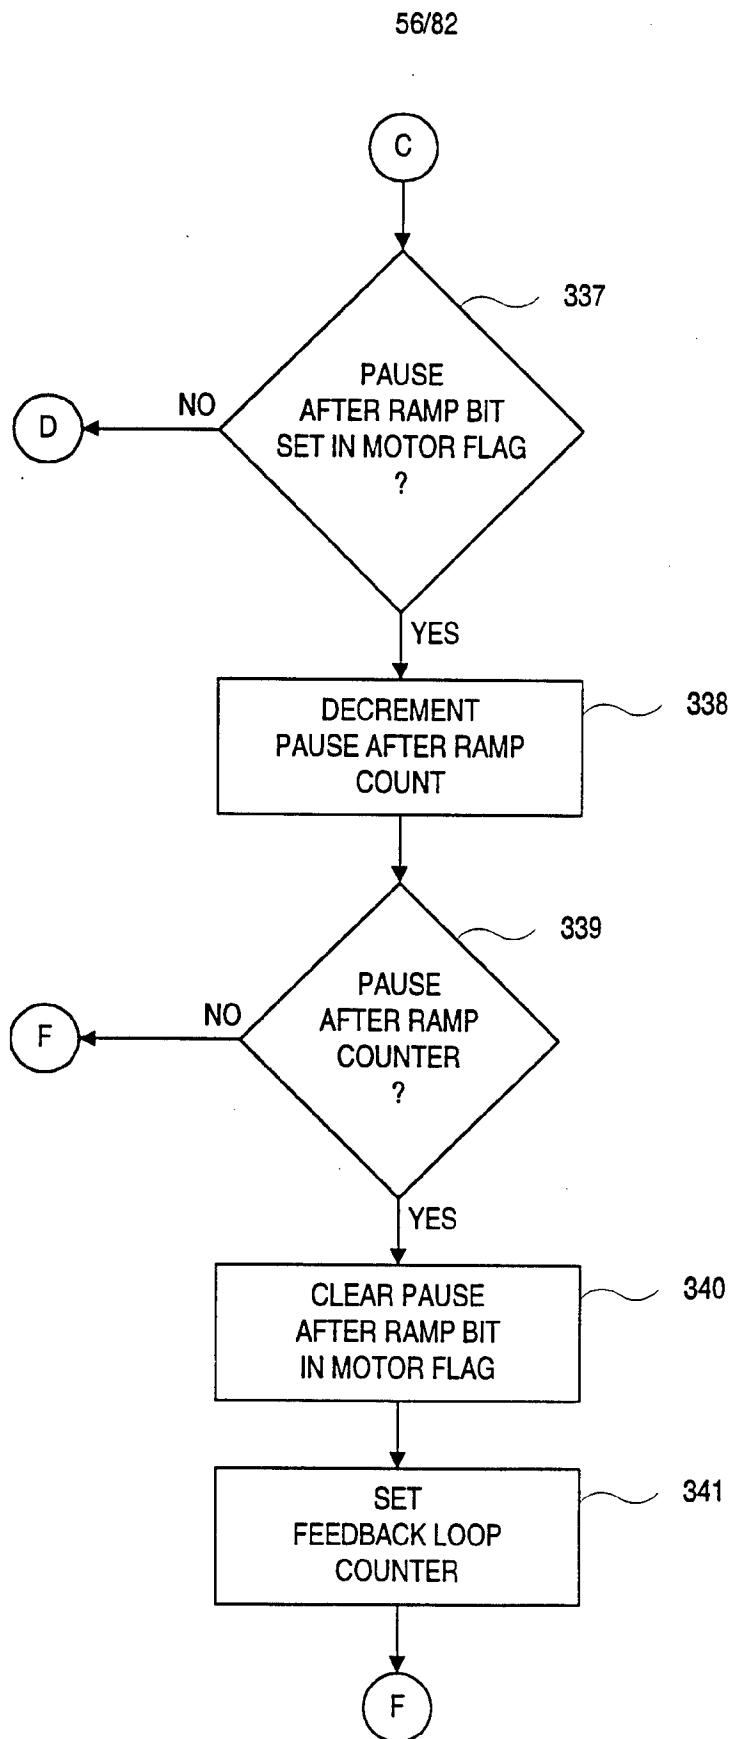 56/82
C
337
PAUSE
AFTER RAMP BIT
SET IN MOTOR FLAG
?
NO
D
YES
338
DECREMENT
PAUSE AFTER RAMP
COUNT
339
PAUSE
AFTER RAMP
COUNTER
?
NO
F
YES
340
CLEAR PAUSE
AFTER RAMP BIT
IN MOTOR FLAG
341
SET
FEEDBACK LOOP
COUNTER
F